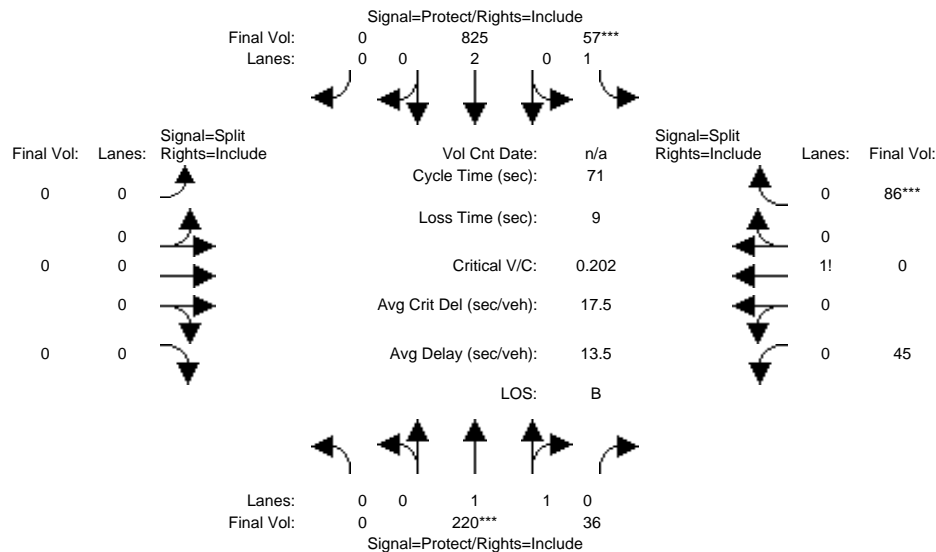 Signal=Protect/Rights=Include
Final Vol: 0 825 57***
Lanes: 0 0 2 0 1
Signal=Split Signal=Split
Final Vol: Lanes: Rights=Include Vol Cnt Date: n/a Rights=Include Lanes: Final Vol:
Cycle Time (sec): 71
0 0 0 86***
Loss Time (sec): 9
0 0
0 0 Critical V/C: 0.202 1! 0
0 Avg Crit Del (sec/veh): 17.5 0
0 0 Avg Delay (sec/veh): 13.5 0 45
LOS: B
Lanes: 0 0 1 1 0
Final Vol: 0 220*** 36
Signal=Protect/Rights=Include